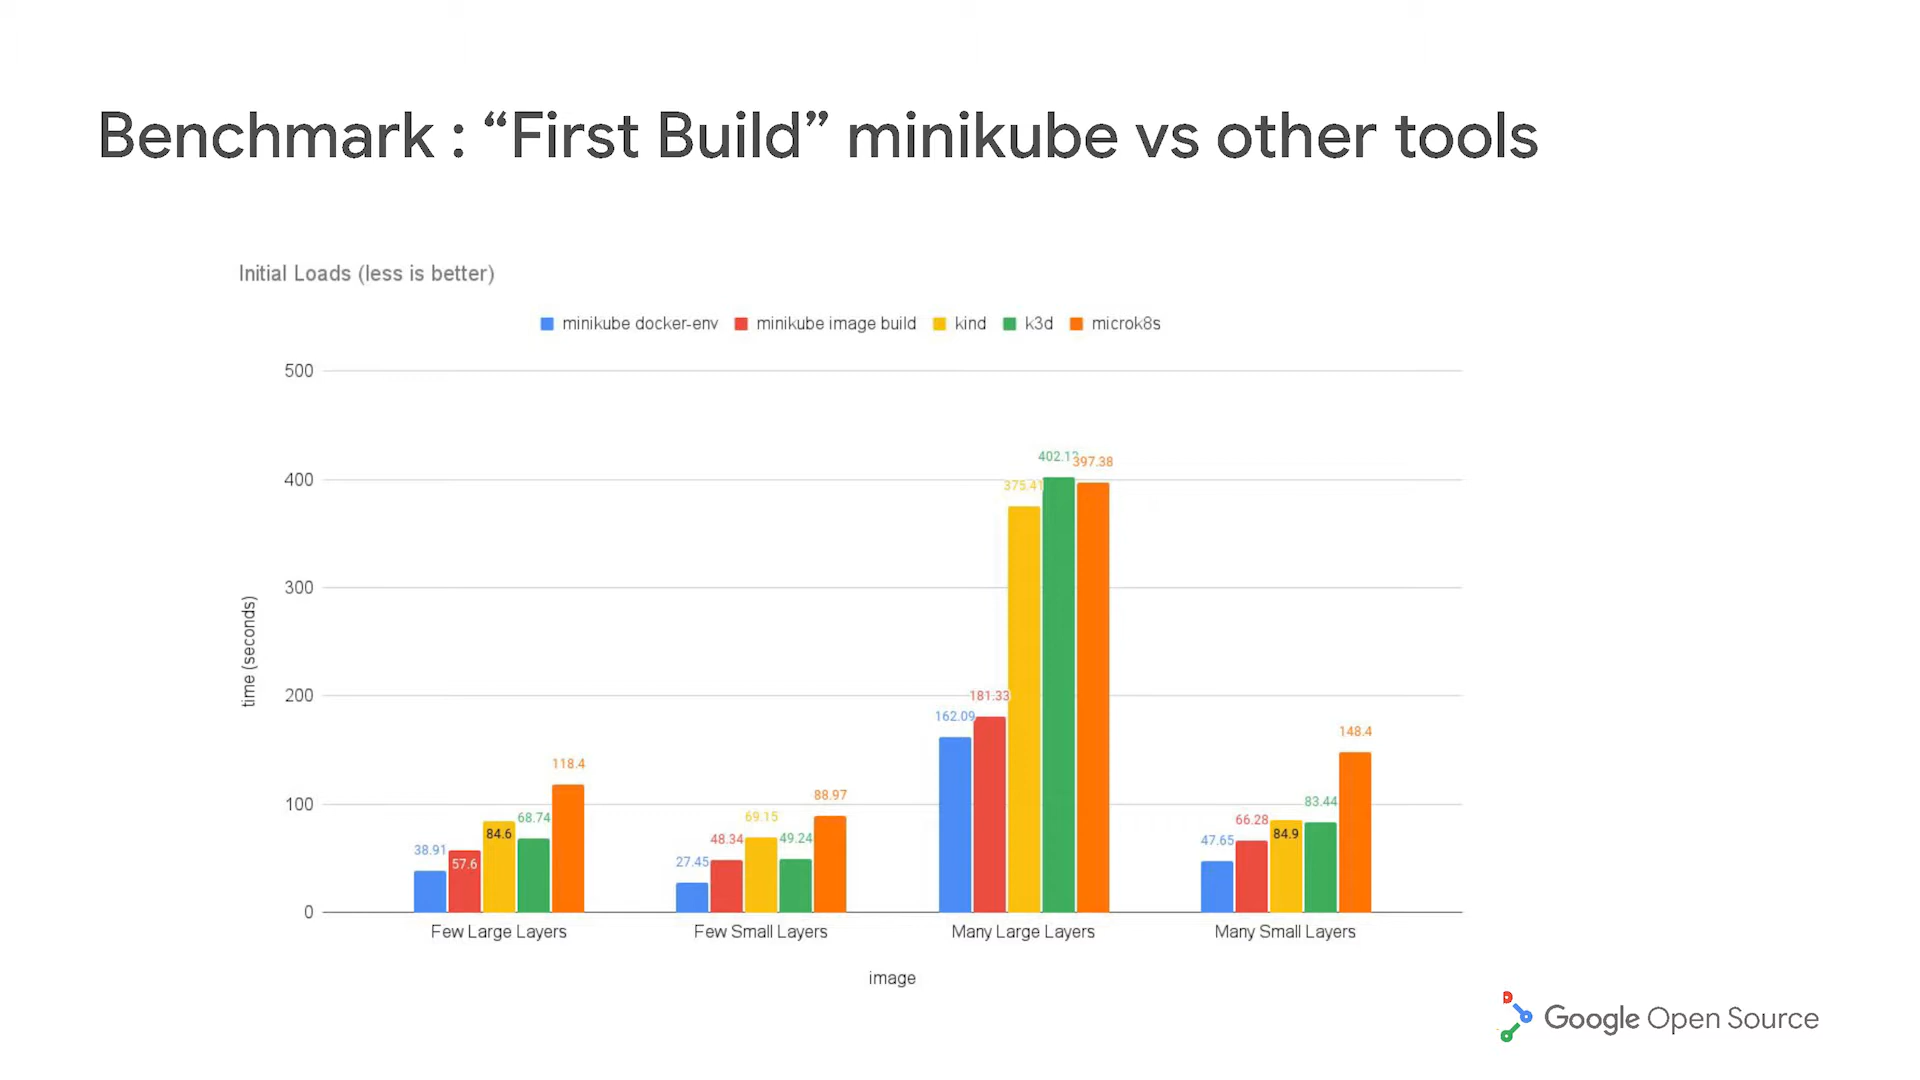 Benchmark : “First Build” minikube vs other tools
Initial Loads (less is better)
minikube docker-env minikube image build kind k3d microk8s
500
400
300
200
100
0
time (seconds)
38.91 57.6 84.6 68.74 118.4
27.45 48.34 69.15 49.24 88.97
162.09 181.33 375.41 397.38
47.65 66.28 84.9 83.44 148.4
Few Large Layers Few Small Layers Many Large Layers Many Small Layers
image
Google Open Source